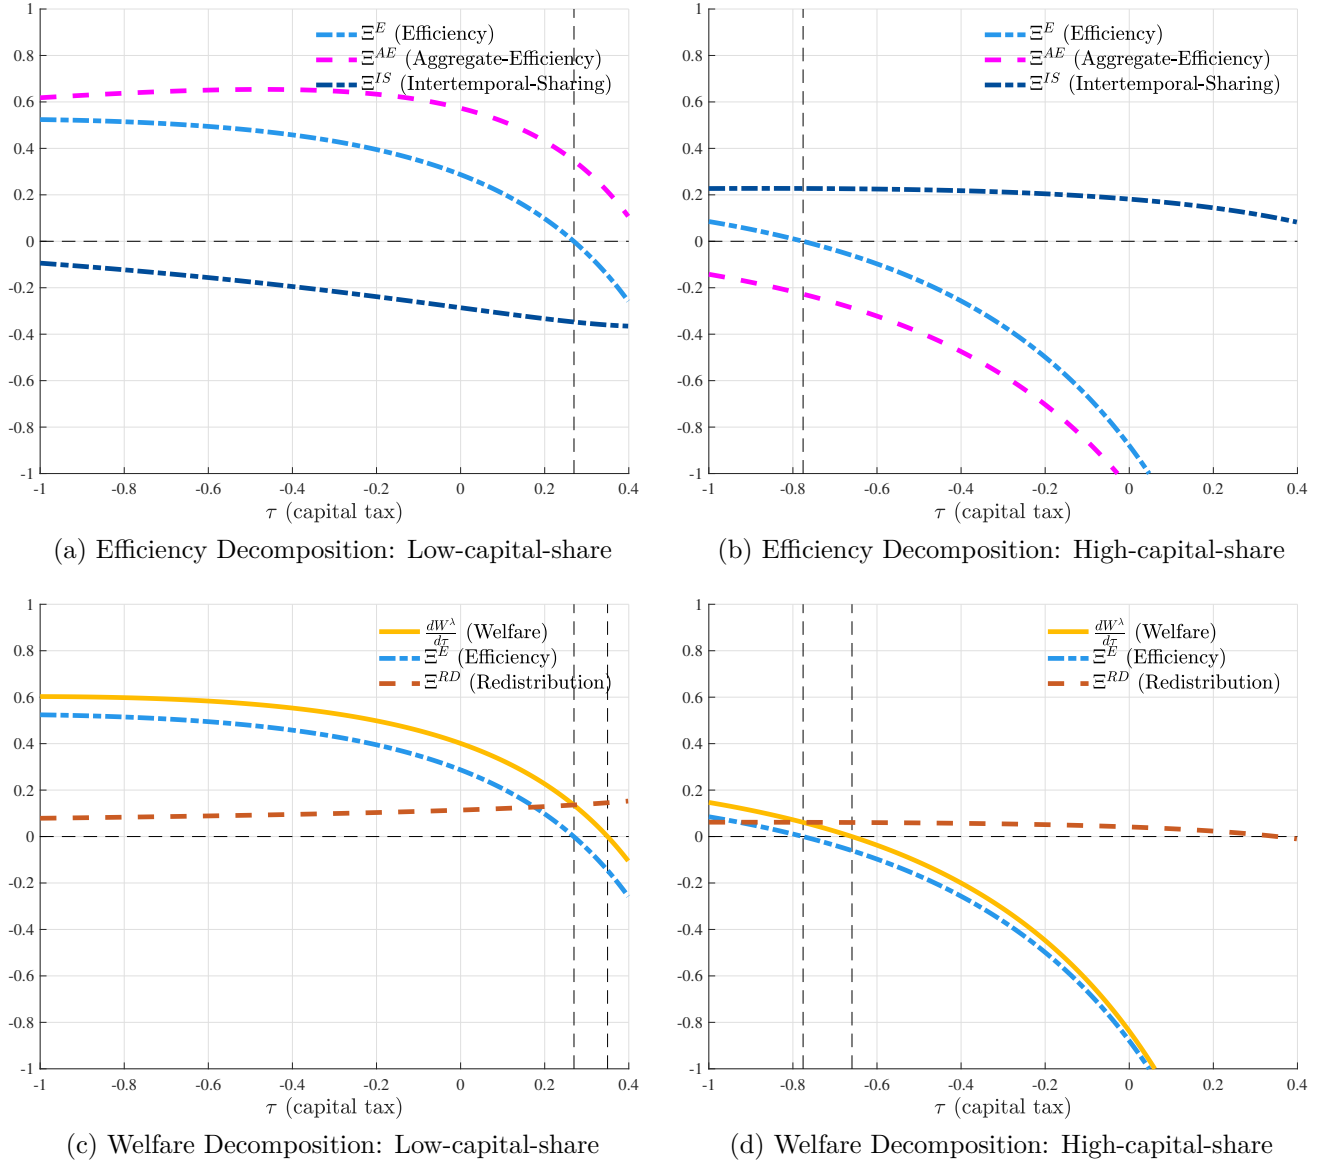 1
0.8
0.6
0.4
0.2
0
-0.2
-0.4
-0.6
-0.8
-1
Ξ^E (Efficiency)
Ξ^{AE} (Aggregate-Efficiency)
Ξ^{IS} (Intertemporal-Sharing)
-1 -0.8 -0.6 -0.4 -0.2 0 0.2 0.4
τ (capital tax)
(a) Efficiency Decomposition: Low-capital-share
1
0.8
0.6
0.4
0.2
0
-0.2
-0.4
-0.6
-0.8
-1
Ξ^E (Efficiency)
Ξ^{AE} (Aggregate-Efficiency)
Ξ^{IS} (Intertemporal-Sharing)
-1 -0.8 -0.6 -0.4 -0.2 0 0.2 0.4
τ (capital tax)
(b) Efficiency Decomposition: High-capital-share
1
0.8
0.6
0.4
0.2
0
-0.2
-0.4
-0.6
-0.8
-1
dW^λ/dτ (Welfare)
Ξ^E (Efficiency)
Ξ^{RD} (Redistribution)
-1 -0.8 -0.6 -0.4 -0.2 0 0.2 0.4
τ (capital tax)
(c) Welfare Decomposition: Low-capital-share
1
0.8
0.6
0.4
0.2
0
-0.2
-0.4
-0.6
-0.8
-1
dW^λ/dτ (Welfare)
Ξ^E (Efficiency)
Ξ^{RD} (Redistribution)
-1 -0.8 -0.6 -0.4 -0.2 0 0.2 0.4
τ (capital tax)
(d) Welfare Decomposition: High-capital-share